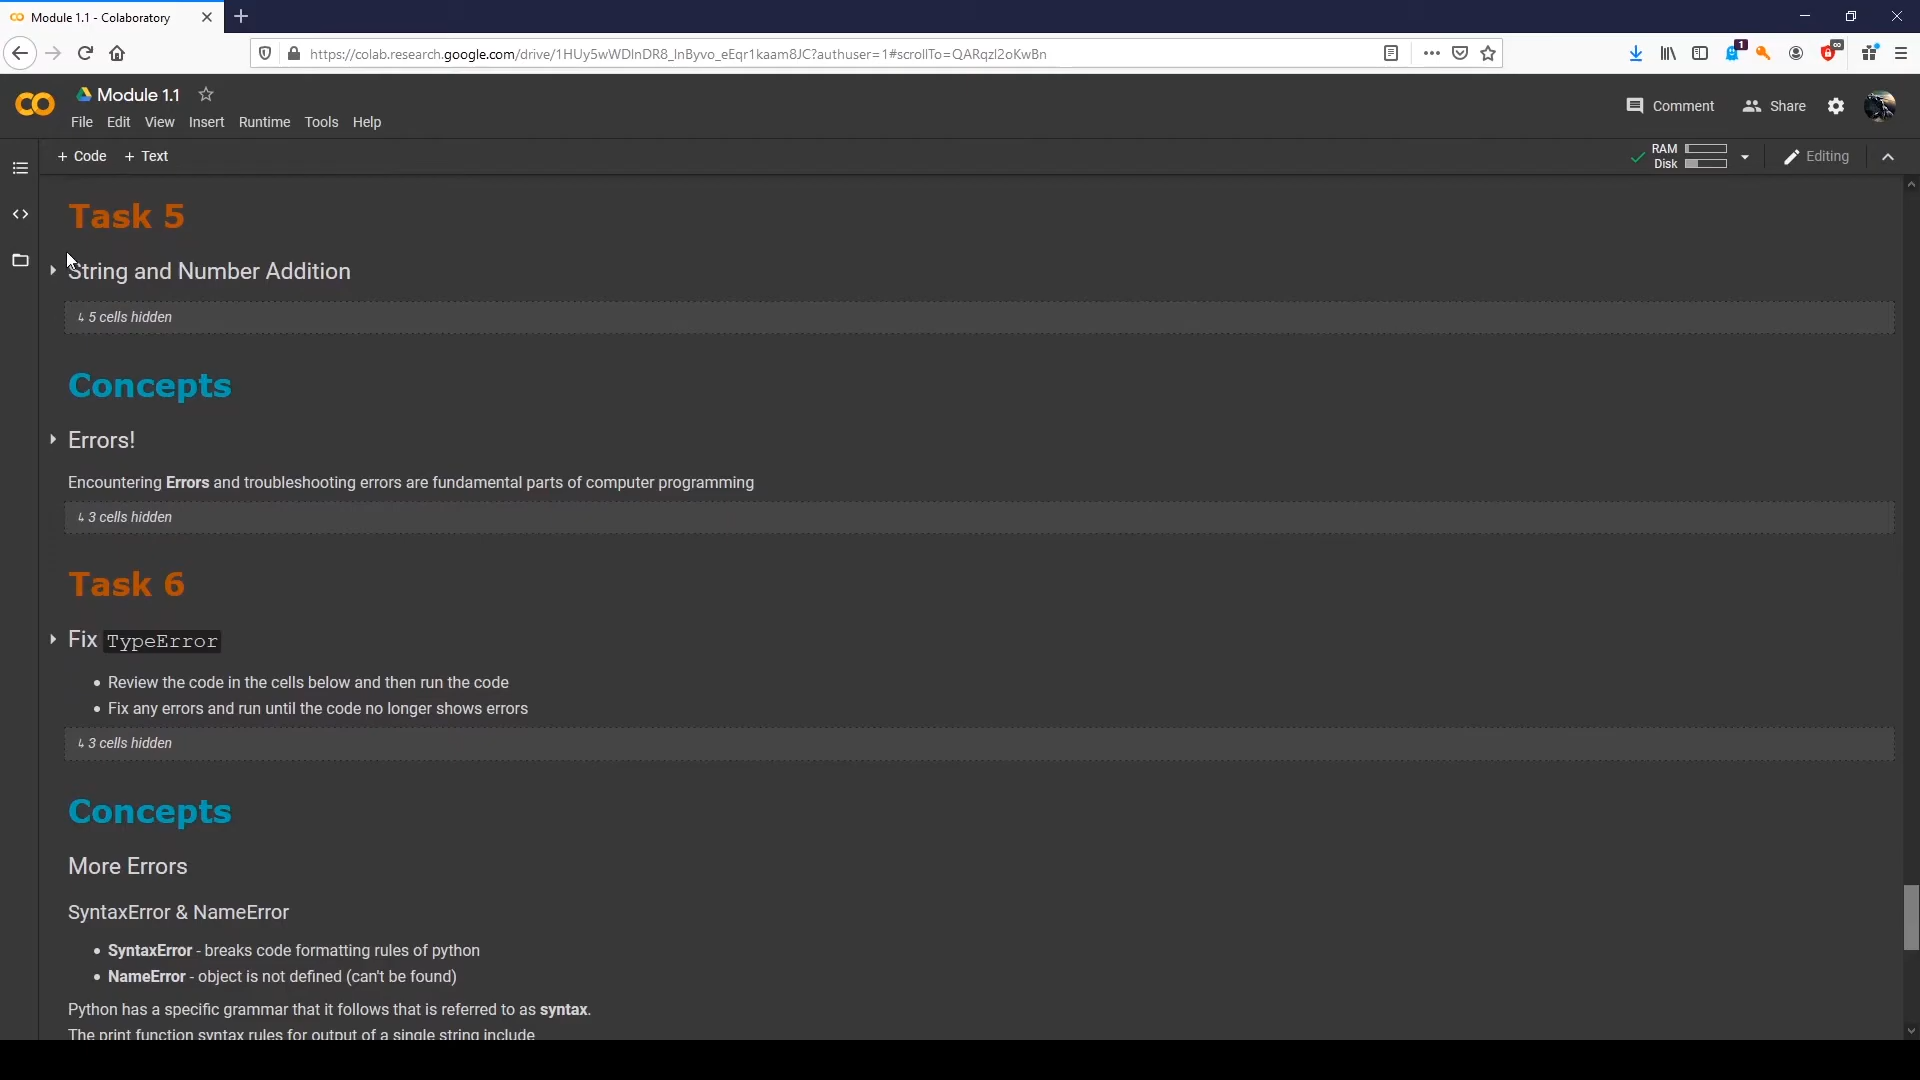 Module 1.1 - Colaboratory
https://colab.research.google.com/drive/1HUy5wWDlnDR8_lnByvo_eEqr1kaam8JC?authuser=1#scrollTo=QARqzl2oKwBn
1
∞
CO
Module 1.1
File Edit View Insert Runtime Tools Help
Comment
Share
+ Code + Text
RAM
Disk
Editing
Task 5
String and Number Addition
↳ 5 cells hidden
Concepts
Errors!
Encountering Errors and troubleshooting errors are fundamental parts of computer programming
↳ 3 cells hidden
Task 6
Fix TypeError
• Review the code in the cells below and then run the code
• Fix any errors and run until the code no longer shows errors
↳ 3 cells hidden
Concepts
More Errors
SyntaxError & NameError
• SyntaxError - breaks code formatting rules of python
• NameError - object is not defined (can't be found)
Python has a specific grammar that it follows that is referred to as syntax.
The print function syntax rules for output of a single string include